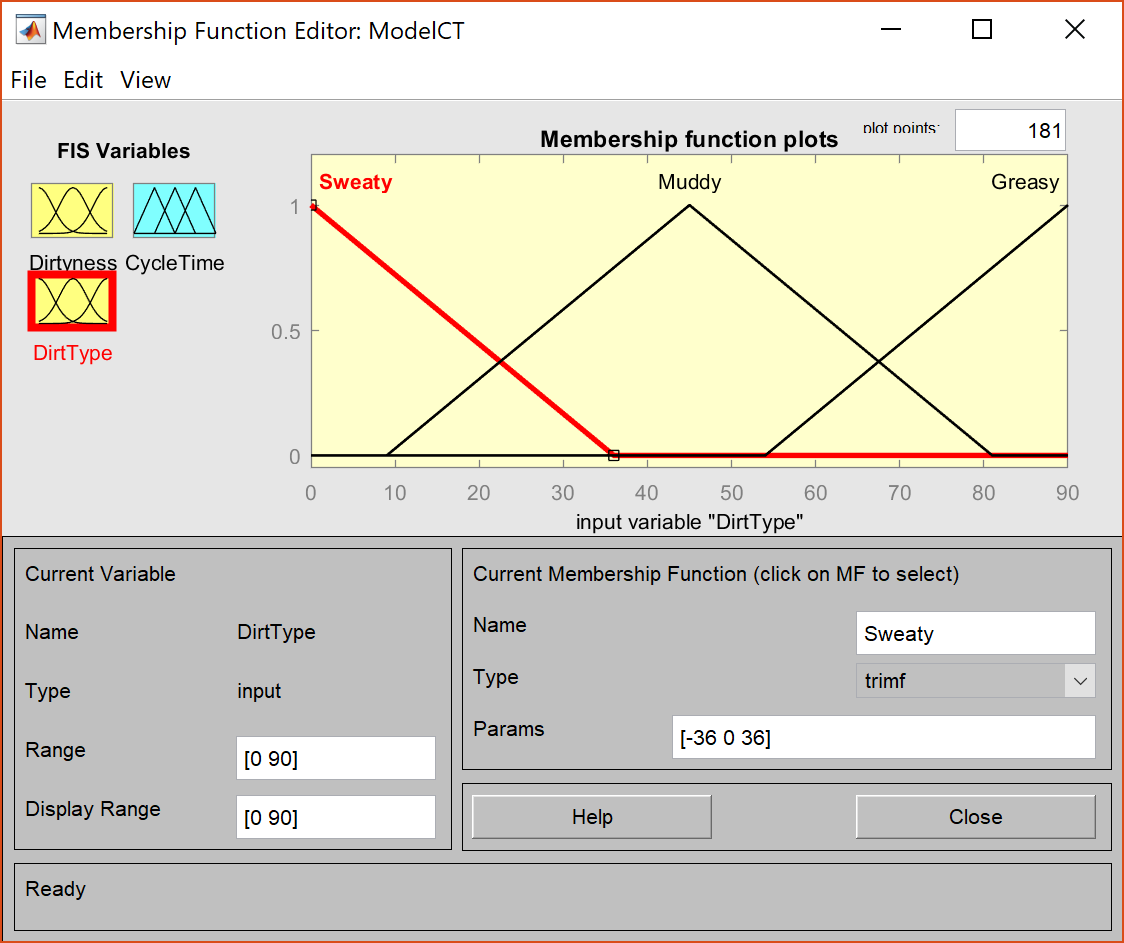 Membership Function Editor: ModelCT
File Edit View
FIS Variables
Dirtyness CycleTime
DirtType
Membership function plots
plot points:
181
Sweaty Muddy Greasy
1
0.5
0
0 10 20 30 40 50 60 70 80 90
input variable "DirtType"
Current Variable
Name DirtType
Type input
Range [0 90]
Display Range [0 90]
Current Membership Function (click on MF to select)
Name Sweaty
Type trimf
Params [-36 0 36]
Help Close
Ready